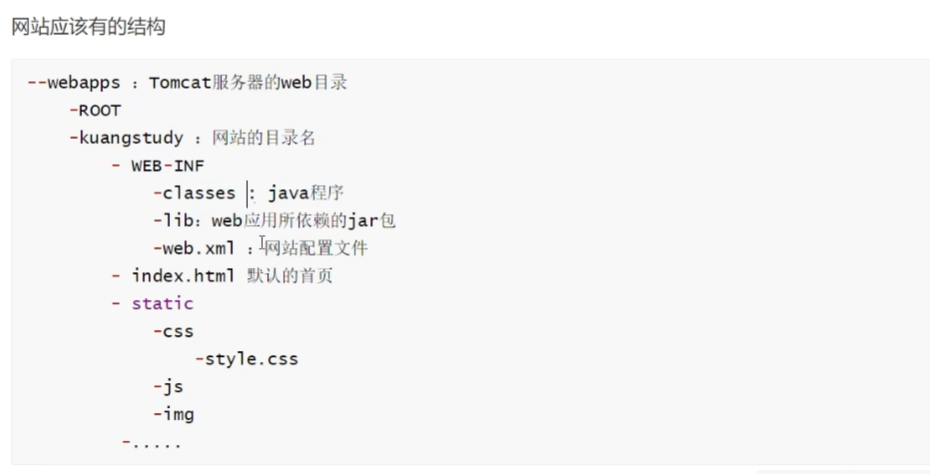 网站应该有的结构
--webapps ：Tomcat服务器的web目录
-ROOT
-kuangstudy ：网站的目录名
- WEB-INF
-classes ：java程序
-lib：web应用所依赖的jar包
-web.xml ：网站配置文件
- index.html 默认的首页
- static
-css
-style.css
-js
-img
-.....